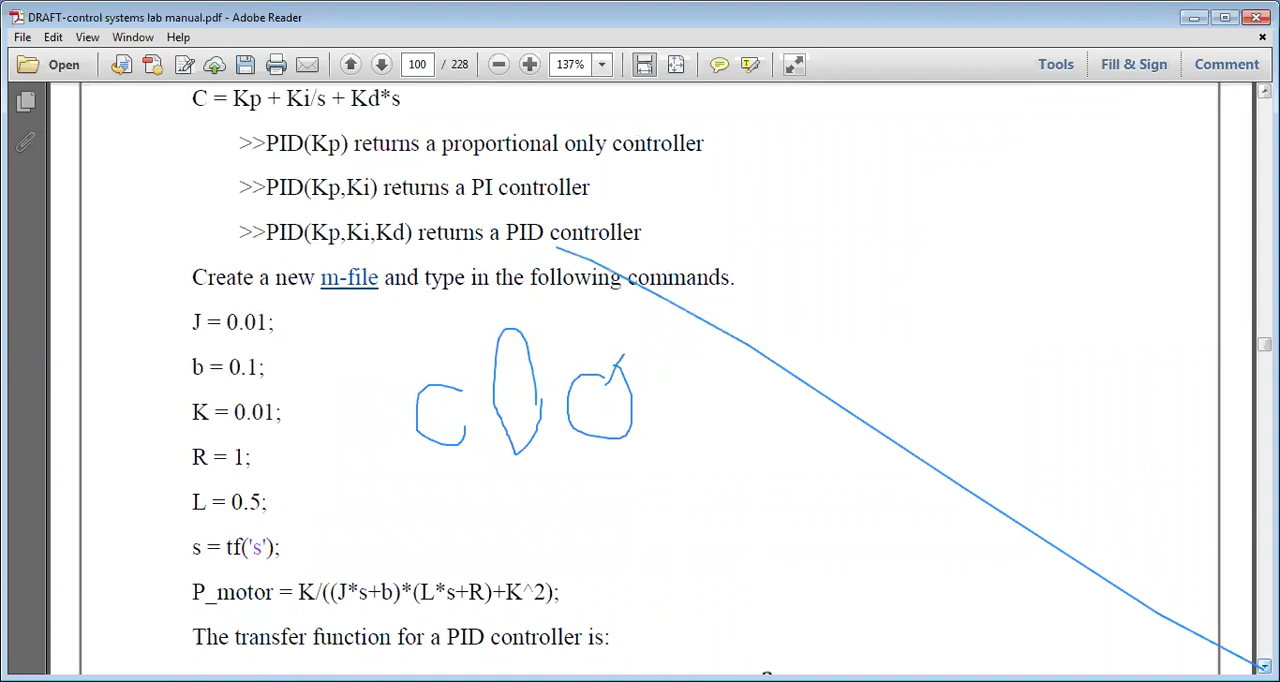 DRAFT-control systems lab manual.pdf - Adobe Reader
File Edit View Window Help
Open 100 / 228 137% Tools Fill & Sign Comment
C = Kp + Ki/s + Kd*s
>>PID(Kp) returns a proportional only controller
>>PID(Kp,Ki) returns a PI controller
>>PID(Kp,Ki,Kd) returns a PID controller
Create a new m-file and type in the following commands.
J = 0.01;
b = 0.1;
K = 0.01;
R = 1;
L = 0.5;
s = tf('s');
P_motor = K/((J*s+b)*(L*s+R)+K^2);
The transfer function for a PID controller is: